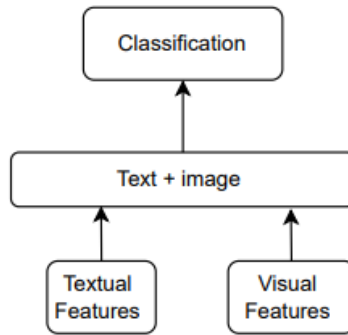 Classification
Text + image
Textual
Features
Visual
Features